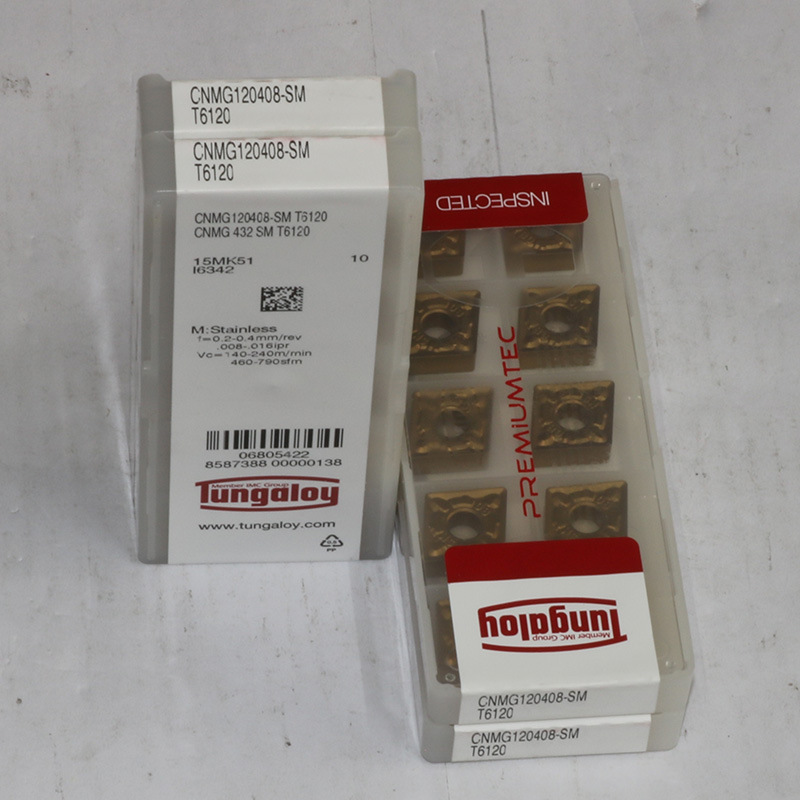 CNMG120408-SM
T6120
CNMG120408-SM
T6120
CNMG120408-SM T6120
CNMG 432 SM T6120
15MK51 10
I6342
M:Stainless
f=0.2-0.4mm/rev
.008-.016ipr
Vc=140-240m/min
460-790sfm
06805422
8587388 00000138
Member IMC Group
Tungaloy
www.tungaloy.com
PP
INSPECTED
PREMiUMTEC
Tungaloy
Member IMC Group
CNMG120408-SM
T6120
CNMG120408-SM
T6120